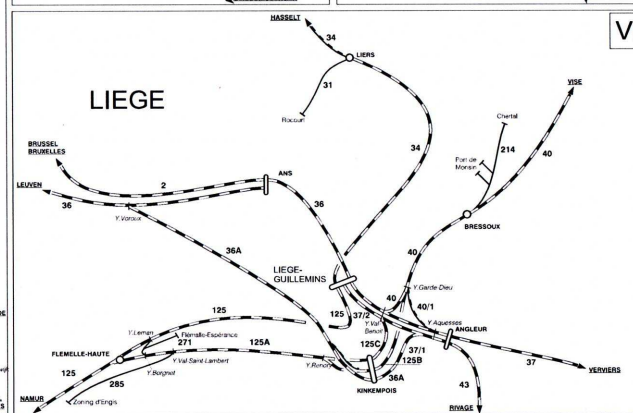 HASSELT
34
LIERS
V
LIEGE
31
Rocourt
VISE
Chertal
214
40
Port de
Monsin
34
BRUSSEL
BRUXELLES
LEUVEN
36
2
ANS
36
Y.Voroux
BRESSOUX
36A
40
LIEGE-
GUILLEMINS
Y.Garde Dieu
40
40/1
125
37/2
Y.Val
Benoit
Y.Aquesses
ANGLEUR
125
Y.Leman
Flémalle-Espérance
271
125A
125C
37/1
125B
FLEMELLE-HAUTE
Y.Val-Saint-Lambert
Y.Renory
36A
37
VERVIERS
125
285
Y.Borgnet
KINKEMPOIS
43
Zoning d'Engis
NAMUR
RIVAGE